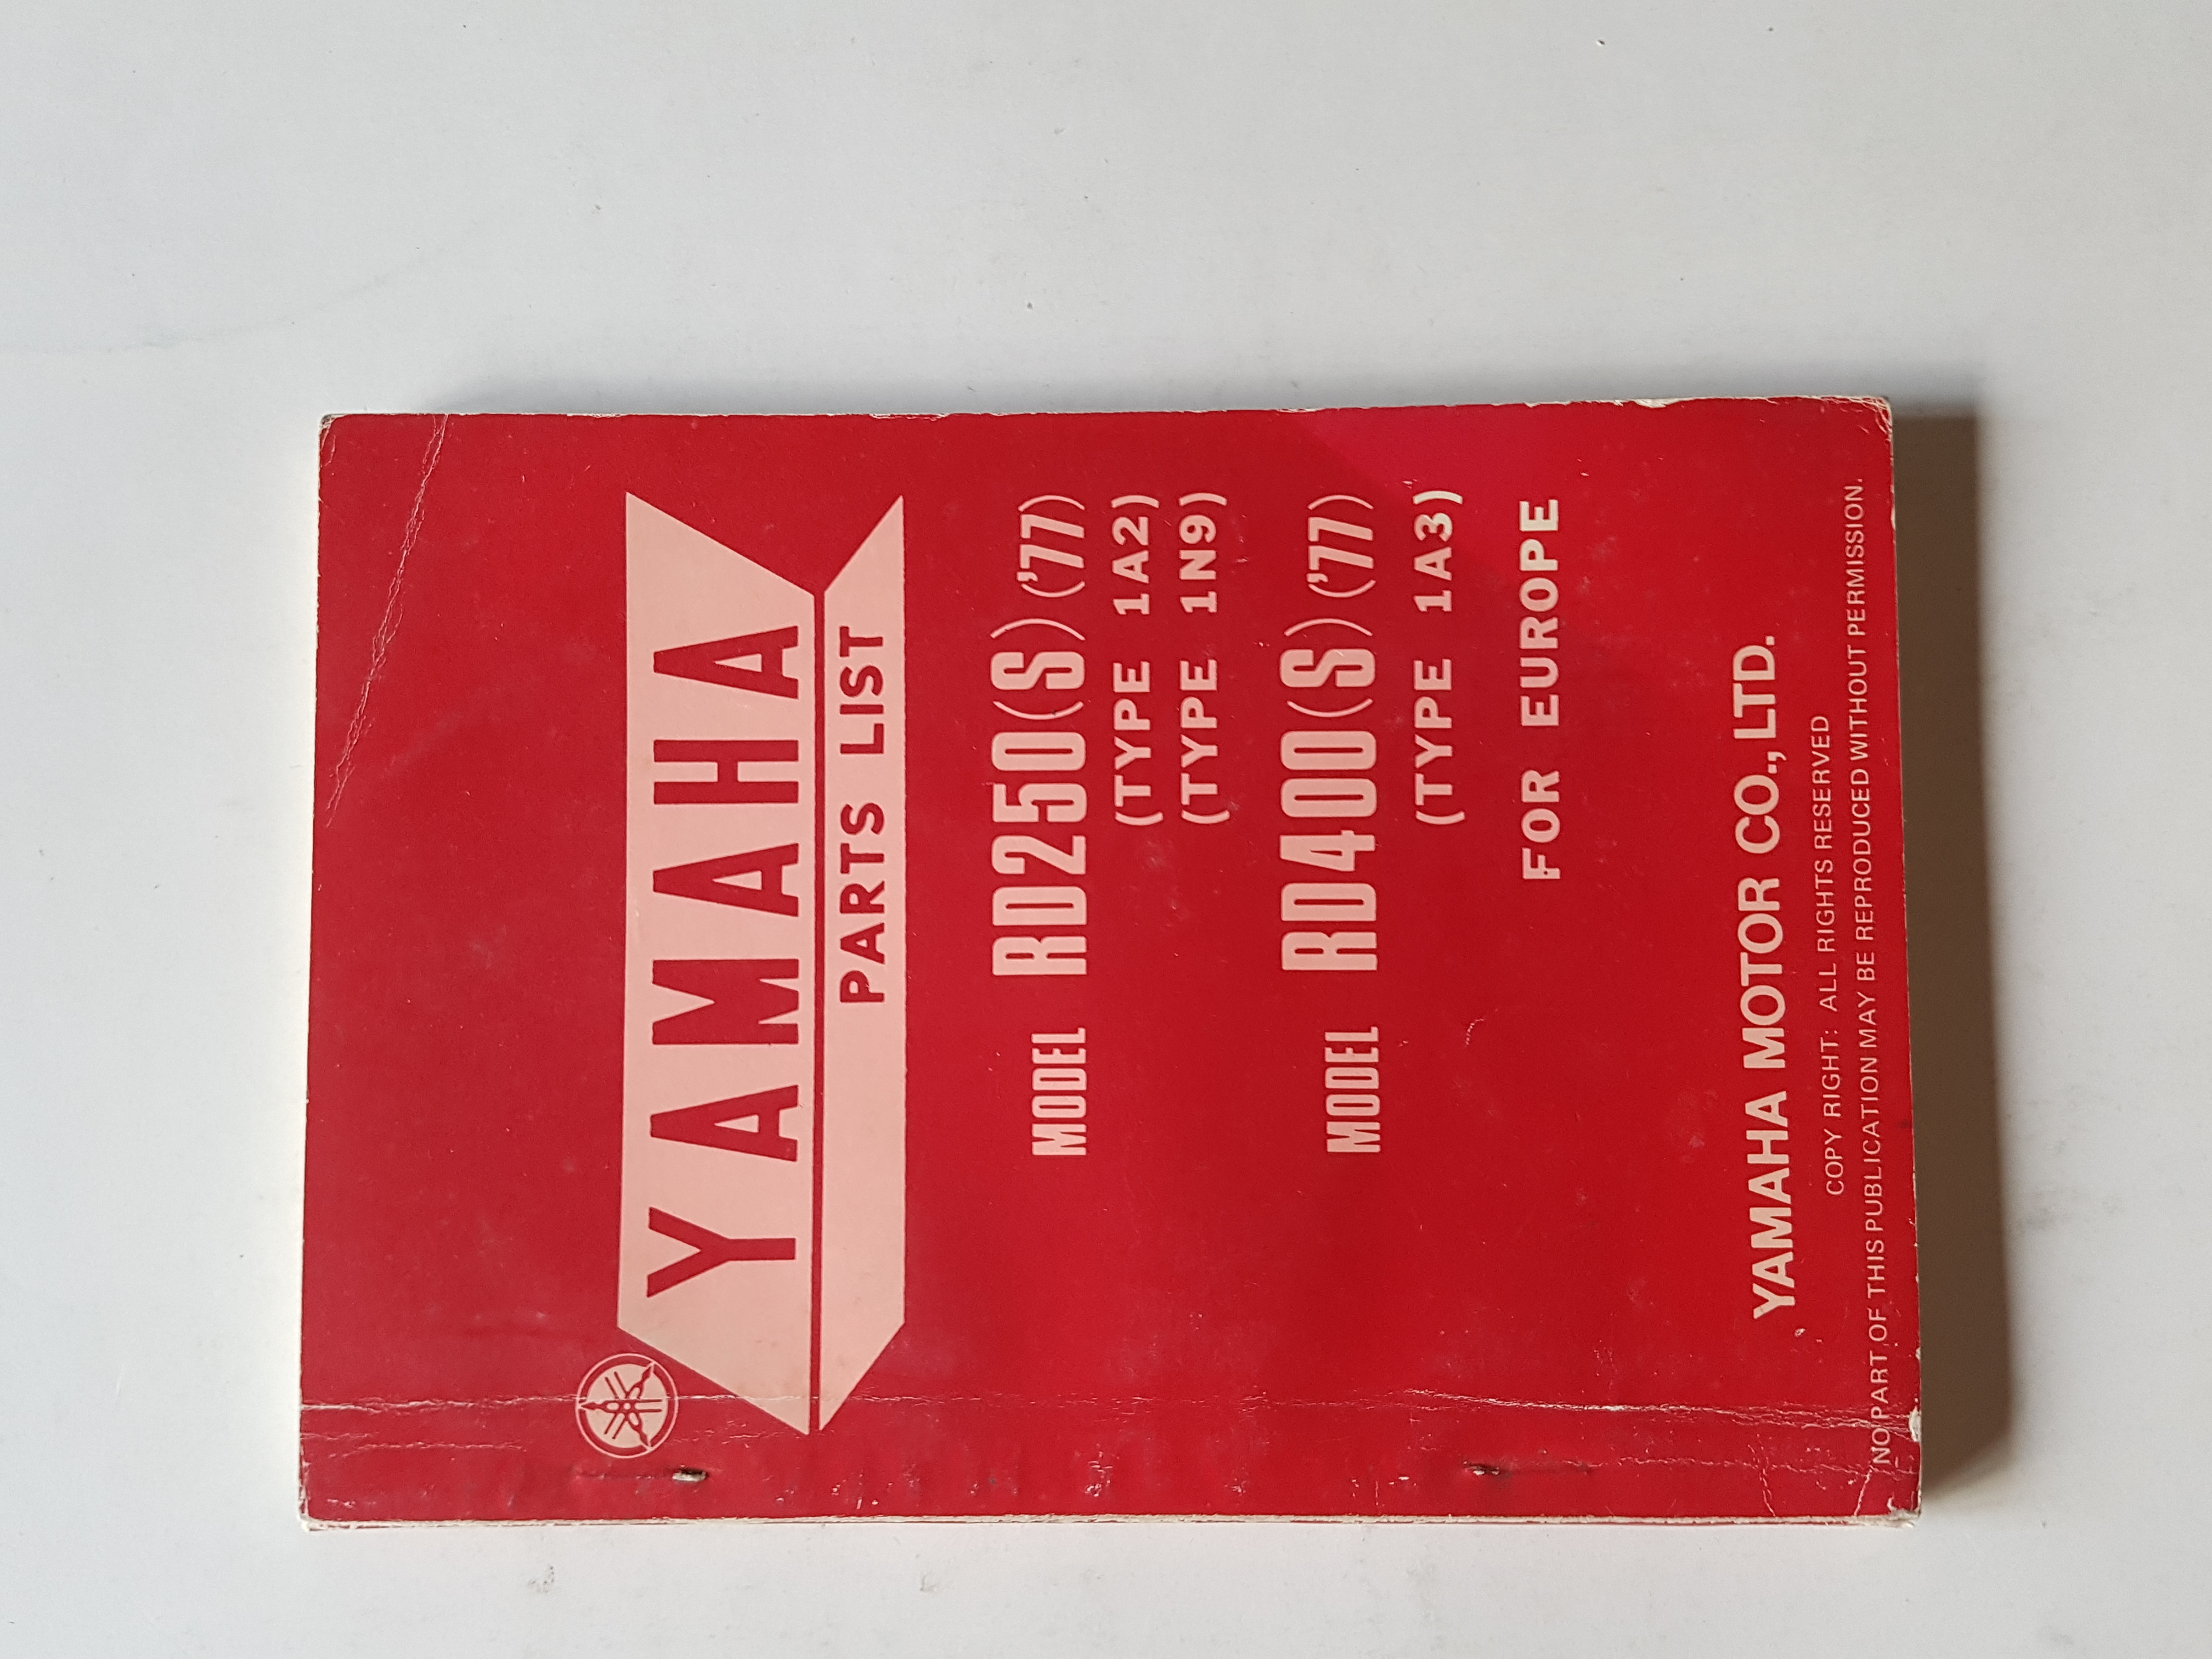 YAMAHA
PARTS LIST
MODEL RD250(S) ('77)
(TYPE 1A2)
(TYPE 1N9)
MODEL RD400(S) ('77)
(TYPE 1A3)
FOR EUROPE
YAMAHA MOTOR CO., LTD.
COPY RIGHT: ALL RIGHTS RESERVED
NO PART OF THIS PUBLICATION MAY BE REPRODUCED WITHOUT PERMISSION.